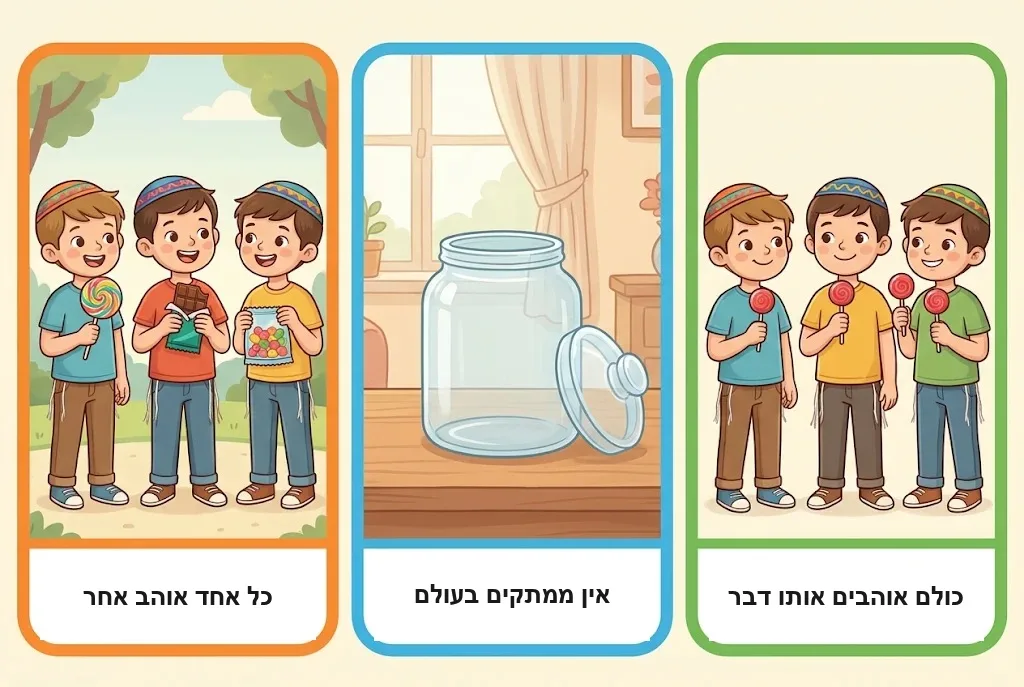 כולם אוהבים אותו דבר
אין ממתקים בעולם
כל אחד אוהב אחר